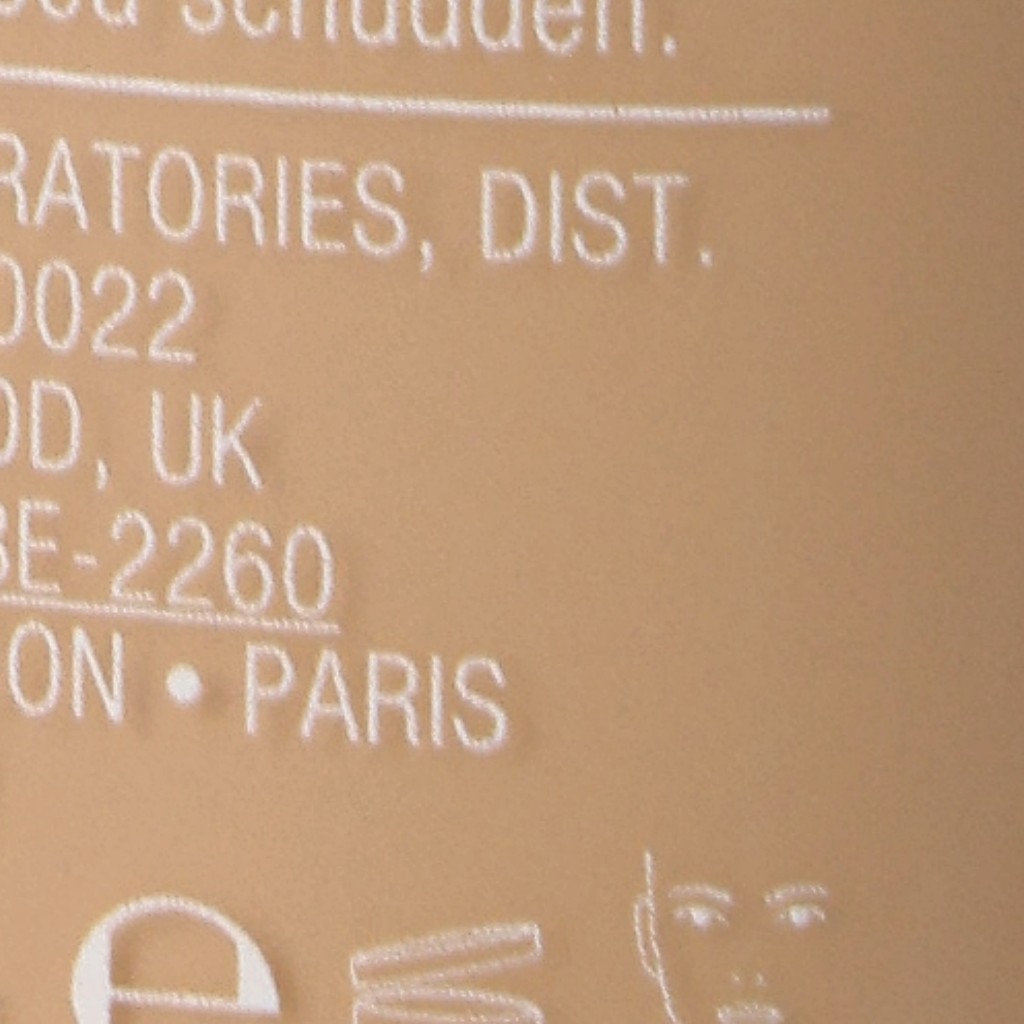 schudden.
RATORIES, DIST.
0022
OD, UK
BE-2260
ON • PARIS
e